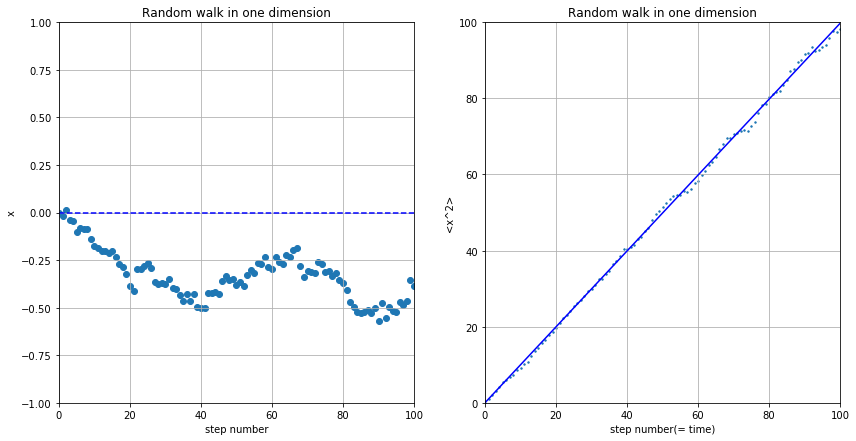 Random walk in one dimension
1.00
0.75
0.50
0.25
0.00
−0.25
−0.50
−0.75
−1.00
x
0 20 40 60 80 100
step number
Random walk in one dimension
100
80
60
40
20
0
<x^2>
0 20 40 60 80 100
step number(= time)